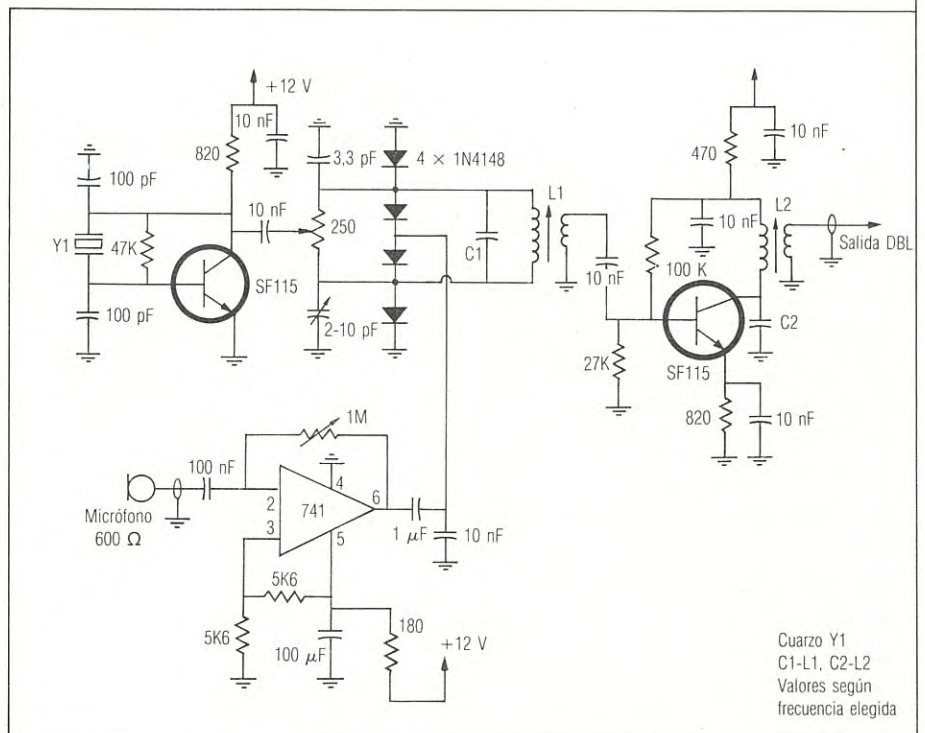 +12 V
10 nF
820
100 pF
10 nF
Y1
47K
SF115
100 pF
3,3 pF
4 × 1N4148
250
2-10 pF
C1
L1
10 nF
10 nF
470
10 nF
L2
Salida DBL
100 K
C2
27K
SF115
820
10 nF
1M
100 nF
Micrófono
600 Ω
2
3
741
4
6
5
1 µF
10 nF
5K6
5K6
180
+12 V
100 µF
Cuarzo Y1
C1-L1, C2-L2
Valores según
frecuencia elegida